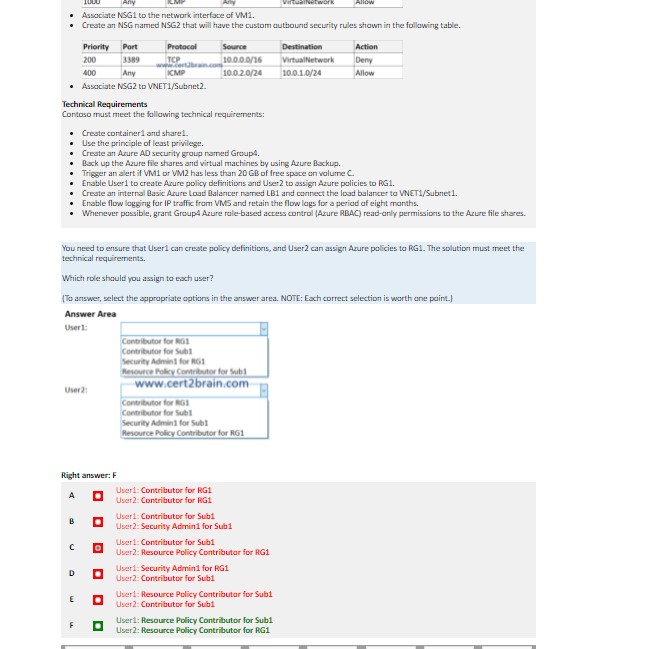 1000 Any ICMP Any VirtualNetwork Allow
• Associate NSG1 to the network interface of VM1.
• Create an NSG named NSG2 that will have the custom outbound security rules shown in the following table.
Priority Port Protocol Source Destination Action
200 3389 TCP 10.0.0.0/16 VirtualNetwork Deny
www.cert2brain.com
400 Any ICMP 10.0.2.0/24 10.0.1.0/24 Allow
• Associate NSG2 to VNET1/Subnet2.
Technical Requirements
Contoso must meet the following technical requirements:
• Create container1 and share1.
• Use the principle of least privilege.
• Create an Azure AD security group named Group4.
• Back up the Azure file shares and virtual machines by using Azure Backup.
• Trigger an alert if VM1 or VM2 has less than 20 GB of free space on volume C.
• Enable User1 to create Azure policy definitions and User2 to assign Azure policies to RG1.
• Create an internal Basic Azure Load Balancer named LB1 and connect the load balancer to VNET1/Subnet1.
• Enable flow logging for IP traffic from VM5 and retain the flow logs for a period of eight months.
• Whenever possible, grant Group4 Azure role-based access control (Azure RBAC) read-only permissions to the Azure file shares.
You need to ensure that User1 can create policy definitions, and User2 can assign Azure policies to RG1. The solution must meet the
technical requirements.
Which role should you assign to each user?
(To answer, select the appropriate options in the answer area. NOTE: Each correct selection is worth one point.)
Answer Area
User1:
Contributor for RG1
Contributor for Sub1
Security Admin1 for RG1
Resource Policy Contributor for Sub1
www.cert2brain.com
User2:
Contributor for RG1
Contributor for Sub1
Security Admin1 for Sub1
Resource Policy Contributor for RG1
Right answer: F
A User1: Contributor for RG1
User2: Contributor for RG1
B User1: Contributor for Sub1
User2: Security Admin1 for Sub1
C User1: Contributor for Sub1
User2: Resource Policy Contributor for RG1
D User1: Security Admin1 for RG1
User2: Contributor for Sub1
E User1: Resource Policy Contributor for Sub1
User2: Contributor for Sub1
F User1: Resource Policy Contributor for Sub1
User2: Resource Policy Contributor for RG1